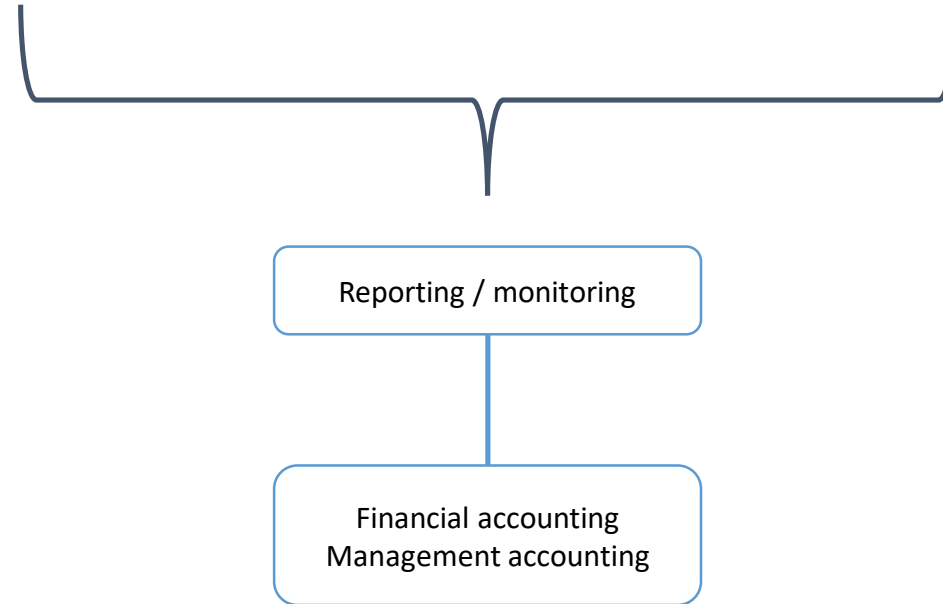 Reporting / monitoring
Financial accounting
Management accounting